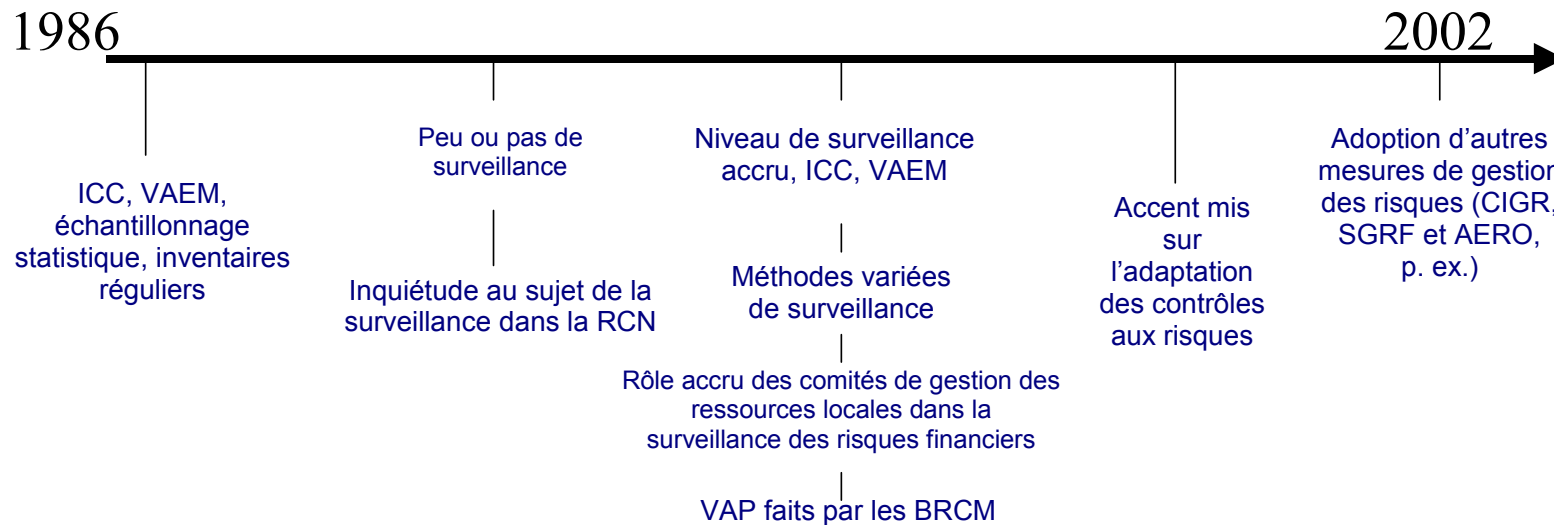 1986
2002
ICC, VAEM,
échantillonnage
statistique, inventaires
réguliers
Peu ou pas de
surveillance
Inquiétude au sujet de la
surveillance dans la RCN
Niveau de surveillance
accru, ICC, VAEM
Méthodes variées
de surveillance
Rôle accru des comités de gestion des
ressources locales dans la
surveillance des risques financiers
VAP faits par les BRCM
Accent mis
sur
l’adaptation
des contrôles
aux risques
Adoption d’autres
mesures de gestion
des risques (CIGR,
SGRF et AERO,
p. ex.)